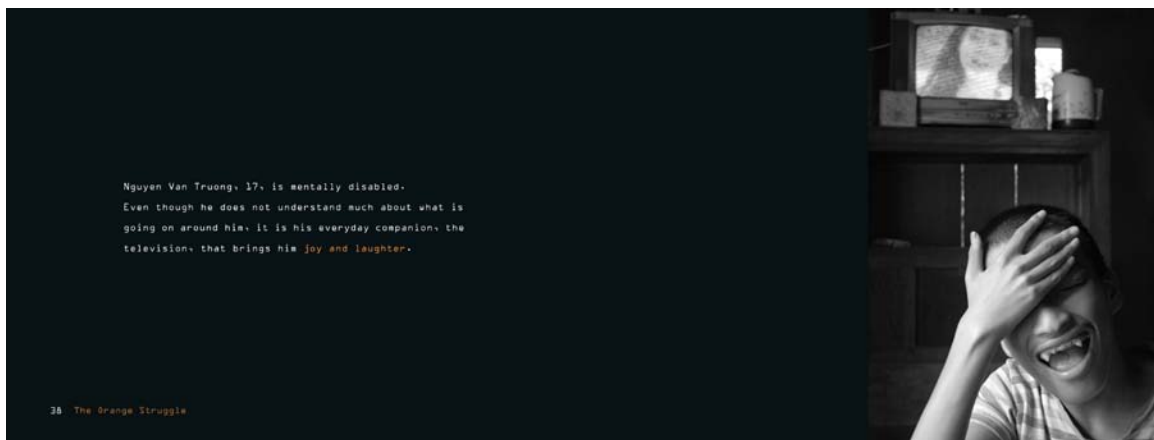 Nguyen Van Truong, 17, is mentally disabled.
Even though he does not understand much about what is
going on around him, it is his everyday companion, the
television, that brings him joy and laughter.
38 The Orange Struggle